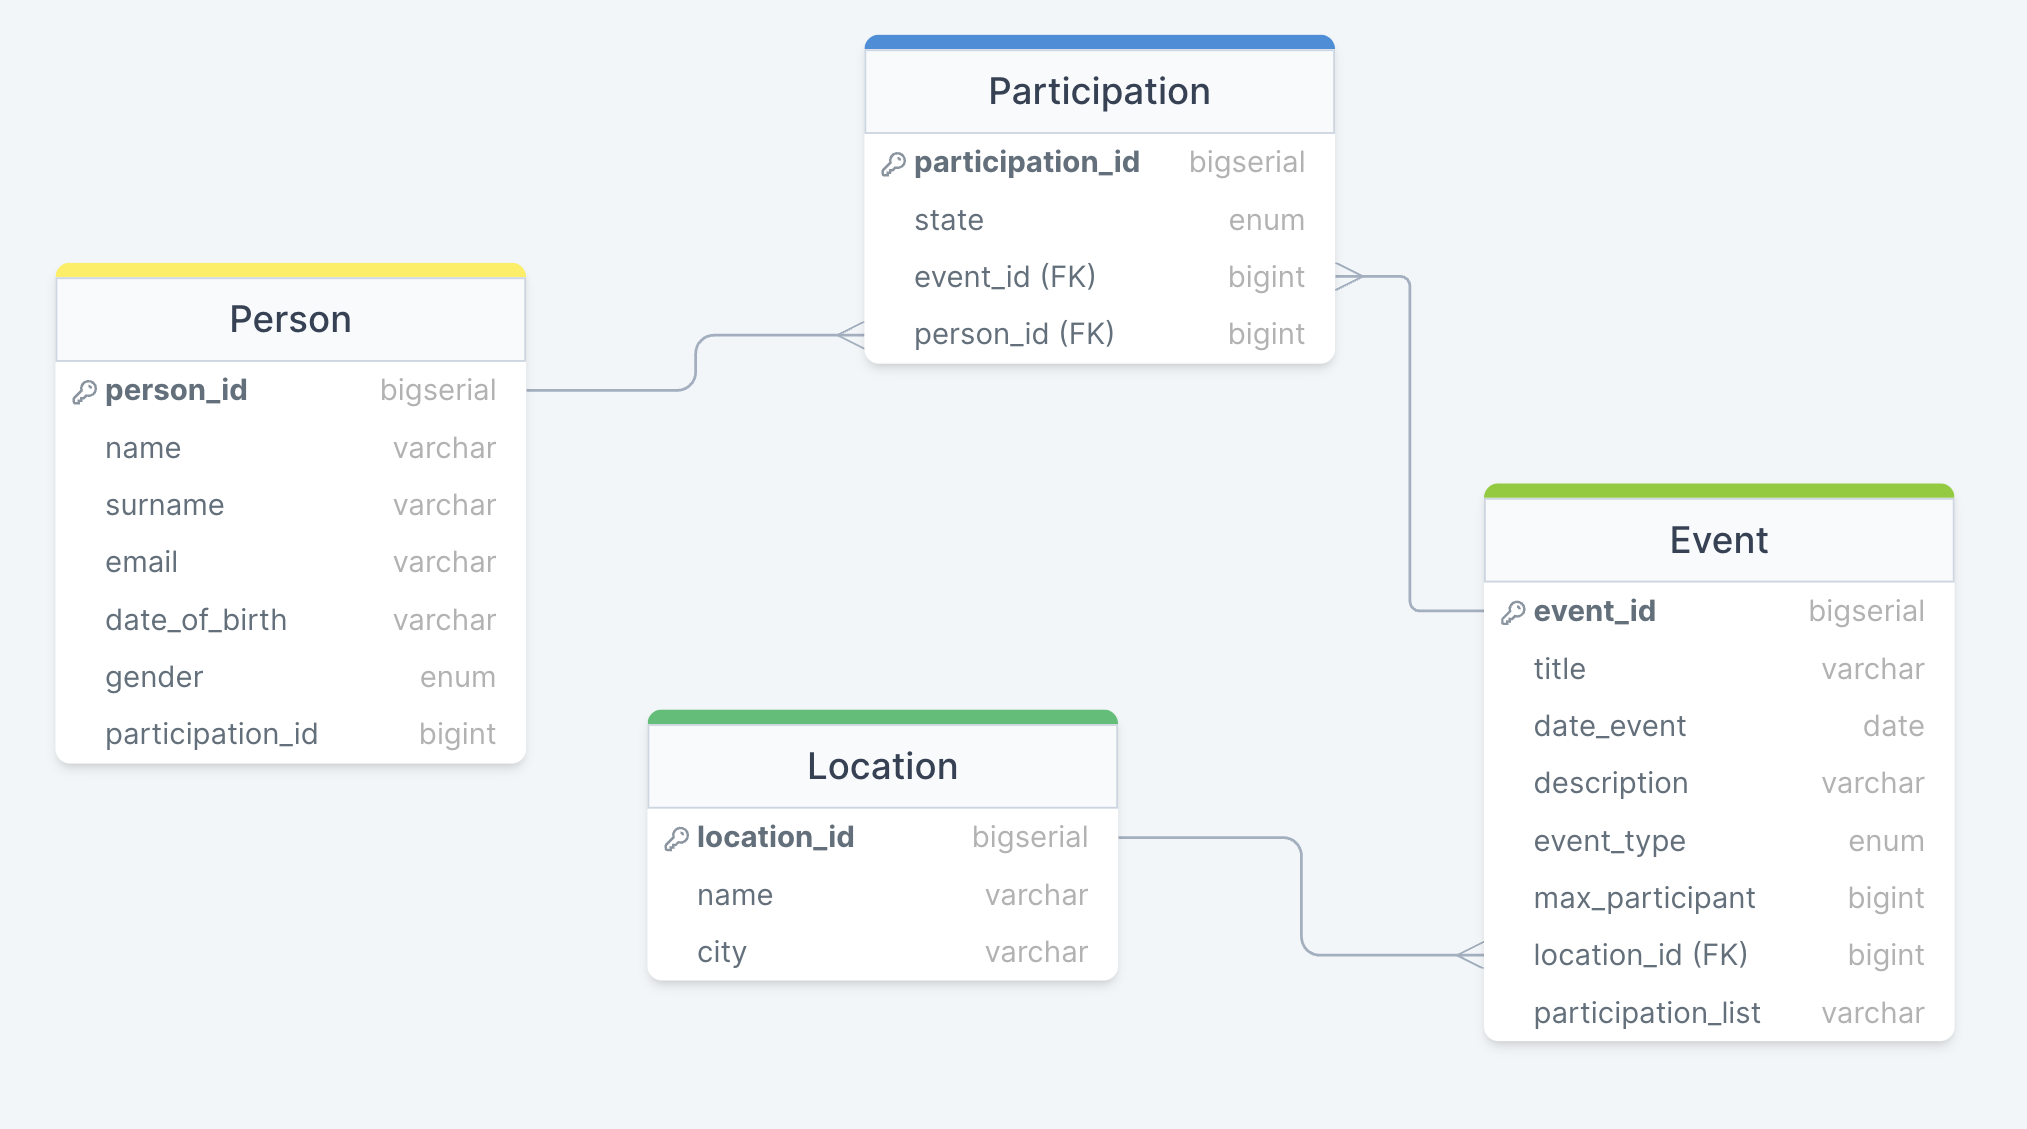 Participation
participation_id bigserial
state enum
event_id (FK) bigint
person_id (FK) bigint
Person
person_id bigserial
name varchar
surname varchar
email varchar
date_of_birth varchar
gender enum
participation_id bigint
Event
event_id bigserial
title varchar
date_event date
description varchar
event_type enum
max_participant bigint
location_id (FK) bigint
participation_list varchar
Location
location_id bigserial
name varchar
city varchar